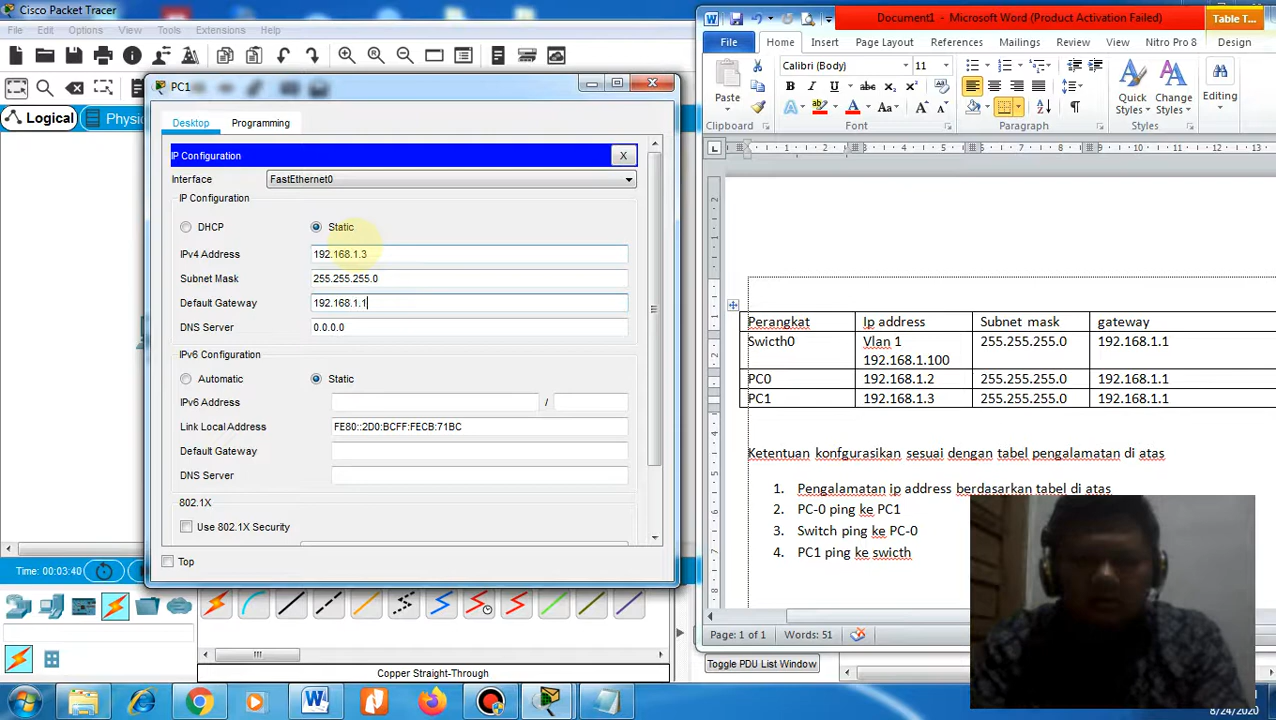 Cisco Packet Tracer
File Edit Options View Tools Extensions Help
Logical
Physi
PC1
Desktop Programming
IP Configuration X
Interface FastEthernet0
IP Configuration
DHCP Static
IPv4 Address 192.168.1.3
Subnet Mask 255.255.255.0
Default Gateway 192.168.1.1
DNS Server 0.0.0.0
IPv6 Configuration
Automatic Static
IPv6 Address /
Link Local Address FE80::2D0:BCFF:FECB:71BC
Default Gateway
DNS Server
802.1X
Use 802.1X Security
Top
Time: 00:03:40
Copper Straight-Through
Document1 - Microsoft Word (Product Activation Failed)
Table T...
File Home Insert Page Layout References Mailings Review View Nitro Pro 8 Design
Calibri (Body) 11
Paste
Quick Styles
Change Styles
Editing
Clipboard Font Paragraph Styles
Perangkat Ip address Subnet mask gateway
Swicth0 Vlan 1 255.255.255.0 192.168.1.1
192.168.1.100
PC0 192.168.1.2 255.255.255.0 192.168.1.1
PC1 192.168.1.3 255.255.255.0 192.168.1.1
Ketentuan konfgurasikan sesuai dengan tabel pengalamatan di atas
1. Pengalamatan ip address berdasarkan tabel di atas
2. PC-0 ping ke PC1
3. Switch ping ke PC-0
4. PC1 ping ke swicth
Page: 1 of 1 Words: 51
Toggle PDU List Window
8/24/2020